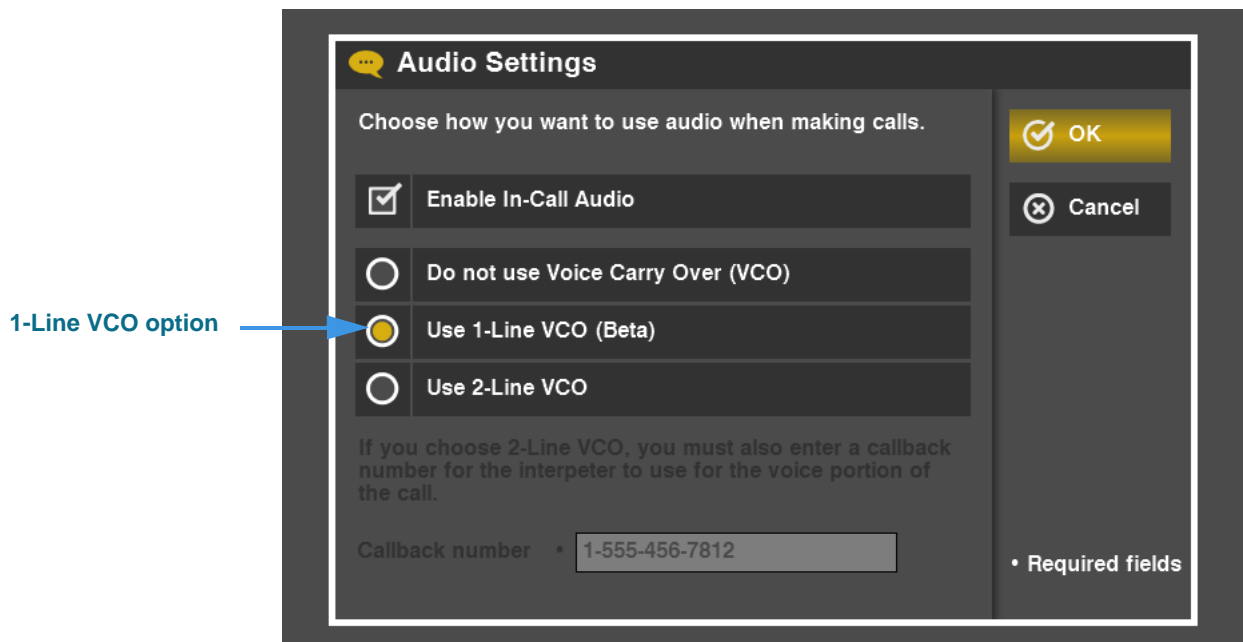 Audio Settings
Choose how you want to use audio when making calls.
OK
Enable In-Call Audio
Cancel
Do not use Voice Carry Over (VCO)
1-Line VCO option
Use 1-Line VCO (Beta)
Use 2-Line VCO
If you choose 2-Line VCO, you must also enter a callback
number for the interpeter to use for the voice portion of
the call.
Callback number • 1-555-456-7812
• Required fields